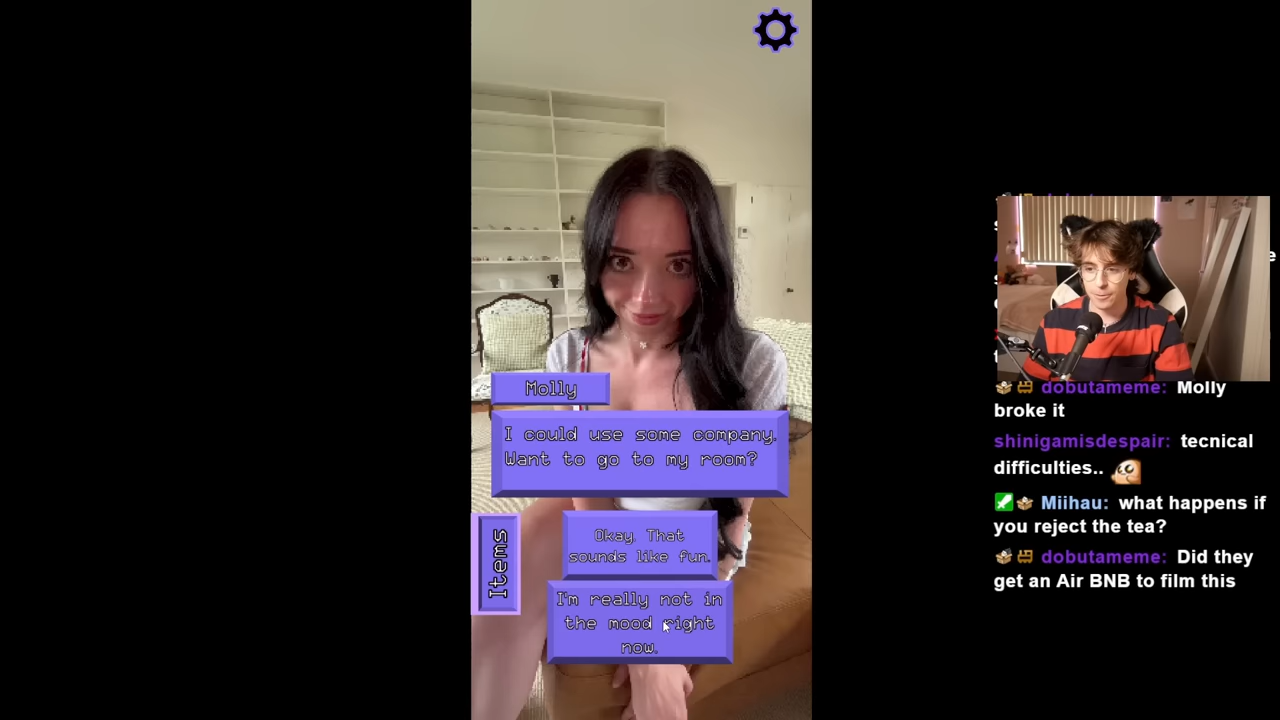 Molly
I could use some company.
Want to go to my room?
Items
Okay. That
sounds like fun.
I'm really not in
the mood right
now.
dobutameme: Molly
broke it
shinigamisdespair: tecnical
difficulties..
Miihau: what happens if
you reject the tea?
dobutameme: Did they
get an Air BNB to film this